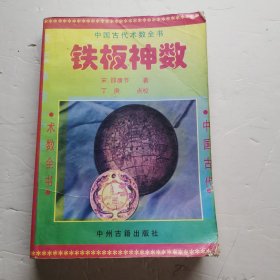 中国古代术数全书
铁板神数
宋 邵康节 著
丁 点校
术数全书
中国古代
中州古籍出版社